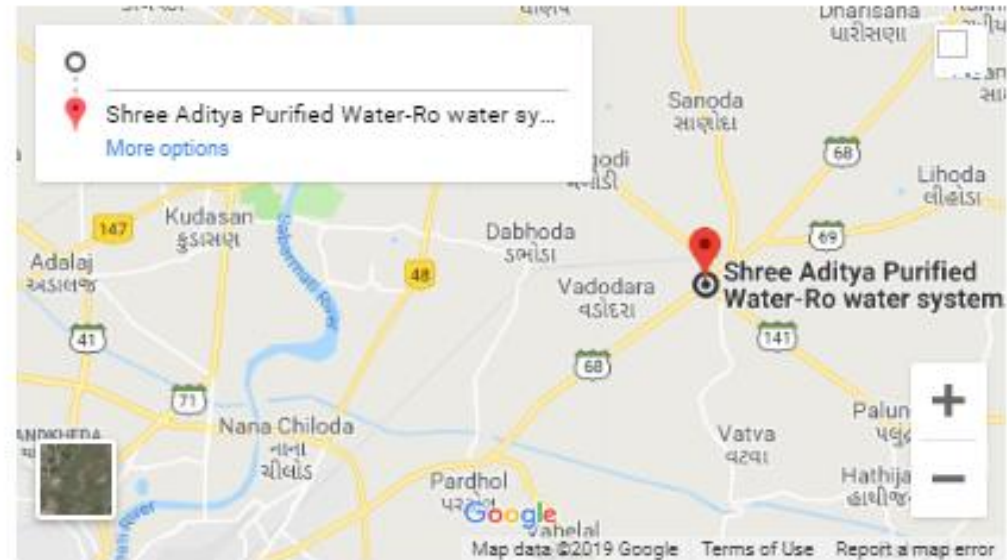 Dharisana
ધારીસણા
Shree Aditya Purified Water-Ro water sy...
More options
Sanoda
સાણોદા
68
Lihoda
લીહોડા
147
Kudasan
કુડાસણ
Sabarmati River
Dabhoda
ડભોડા
69
Adalaj
અડાલજ
48
Vadodara
વડોદરા
Shree Aditya Purified
Water-Ro water system
41
68
141
71
Nana Chiloda
નાના
ચીલોડા
Vatva
વટવા
Pardhol
Google
Map data ©2019 Google Terms of Use Report a map error